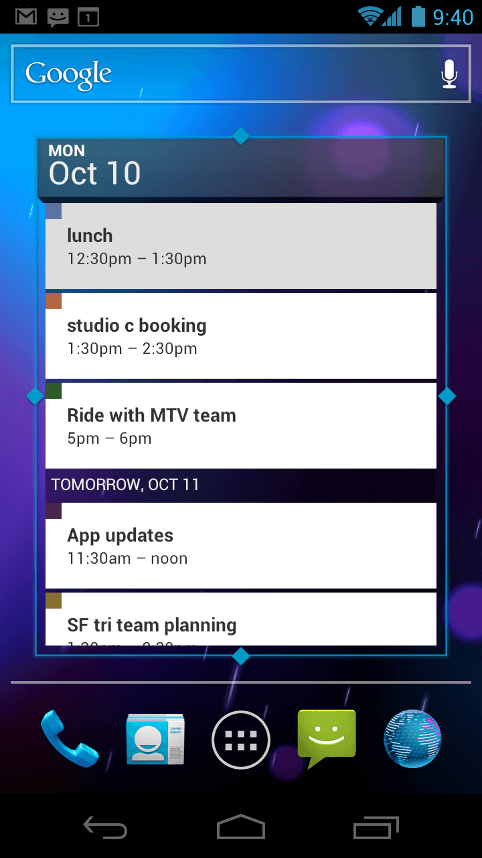 1
9:40
Google
MON
Oct 10
lunch
12:30pm – 1:30pm
studio c booking
1:30pm – 2:30pm
Ride with MTV team
5pm – 6pm
TOMORROW, OCT 11
App updates
11:30am – noon
SF tri team planning